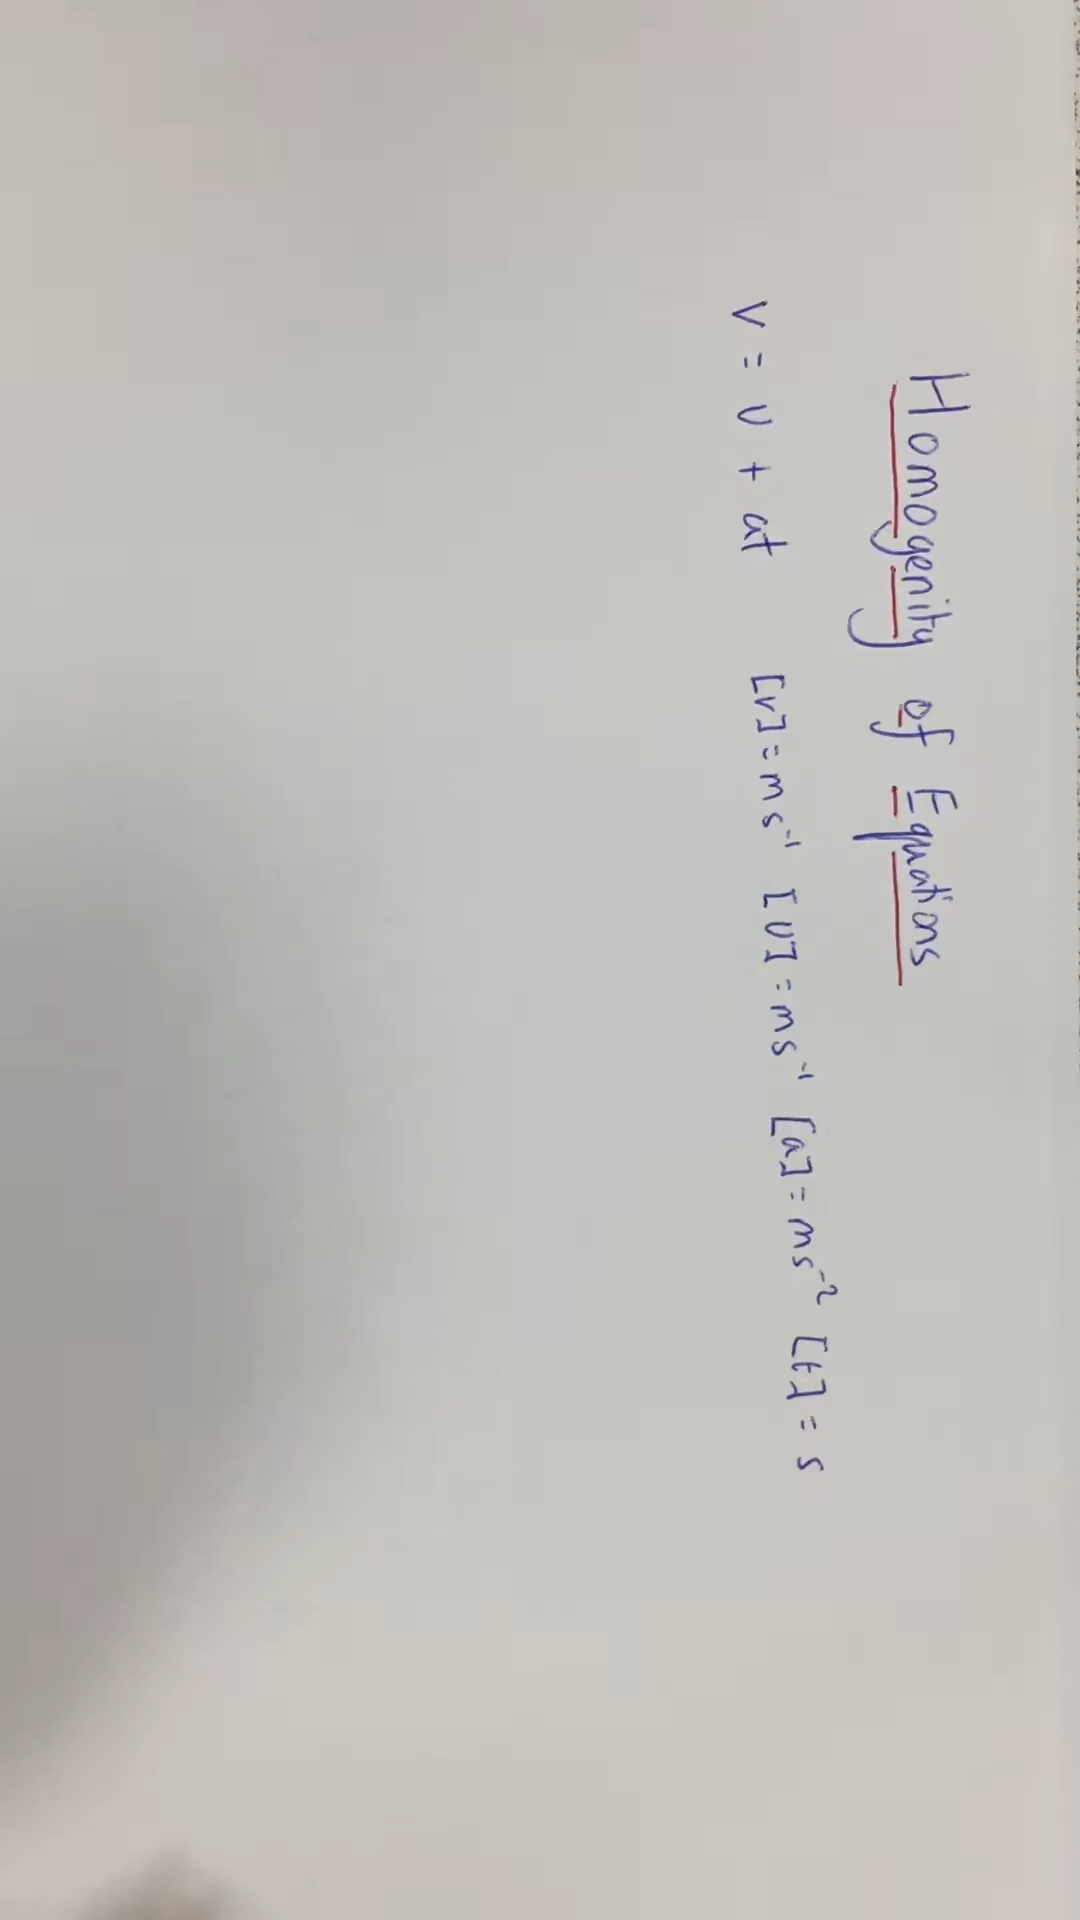 Homogenity of Equations
v = u + at [v] = ms⁻¹ [u] = ms⁻¹ [a] = ms⁻² [t] = s